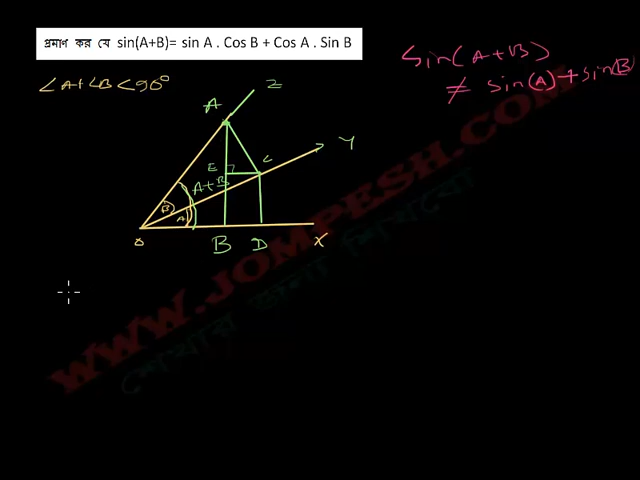 প্রমাণ কর যে sin(A+B)= sin A . Cos B + Cos A . Sin B
Sin(A+B)
≠ sin(A)+sin(B)
∠A+∠B<90°
Z
A
Y
E
C
A+B
B
A
O
B
D
X
WWW.JOMPESH.COM